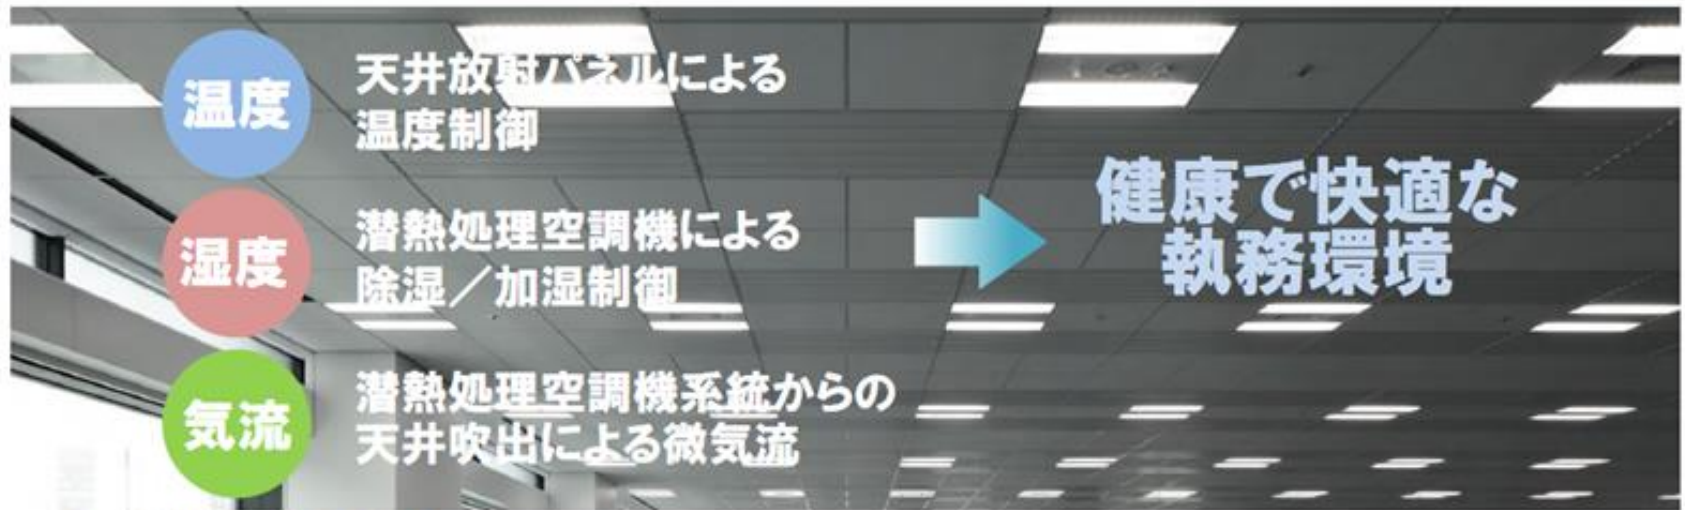 温度
天井放射パネルによる
温度制御
湿度
潜熱処理空調機による
除湿／加湿制御
気流
潜熱処理空調機系統からの
天井吹出による微気流
健康で快適な
執務環境